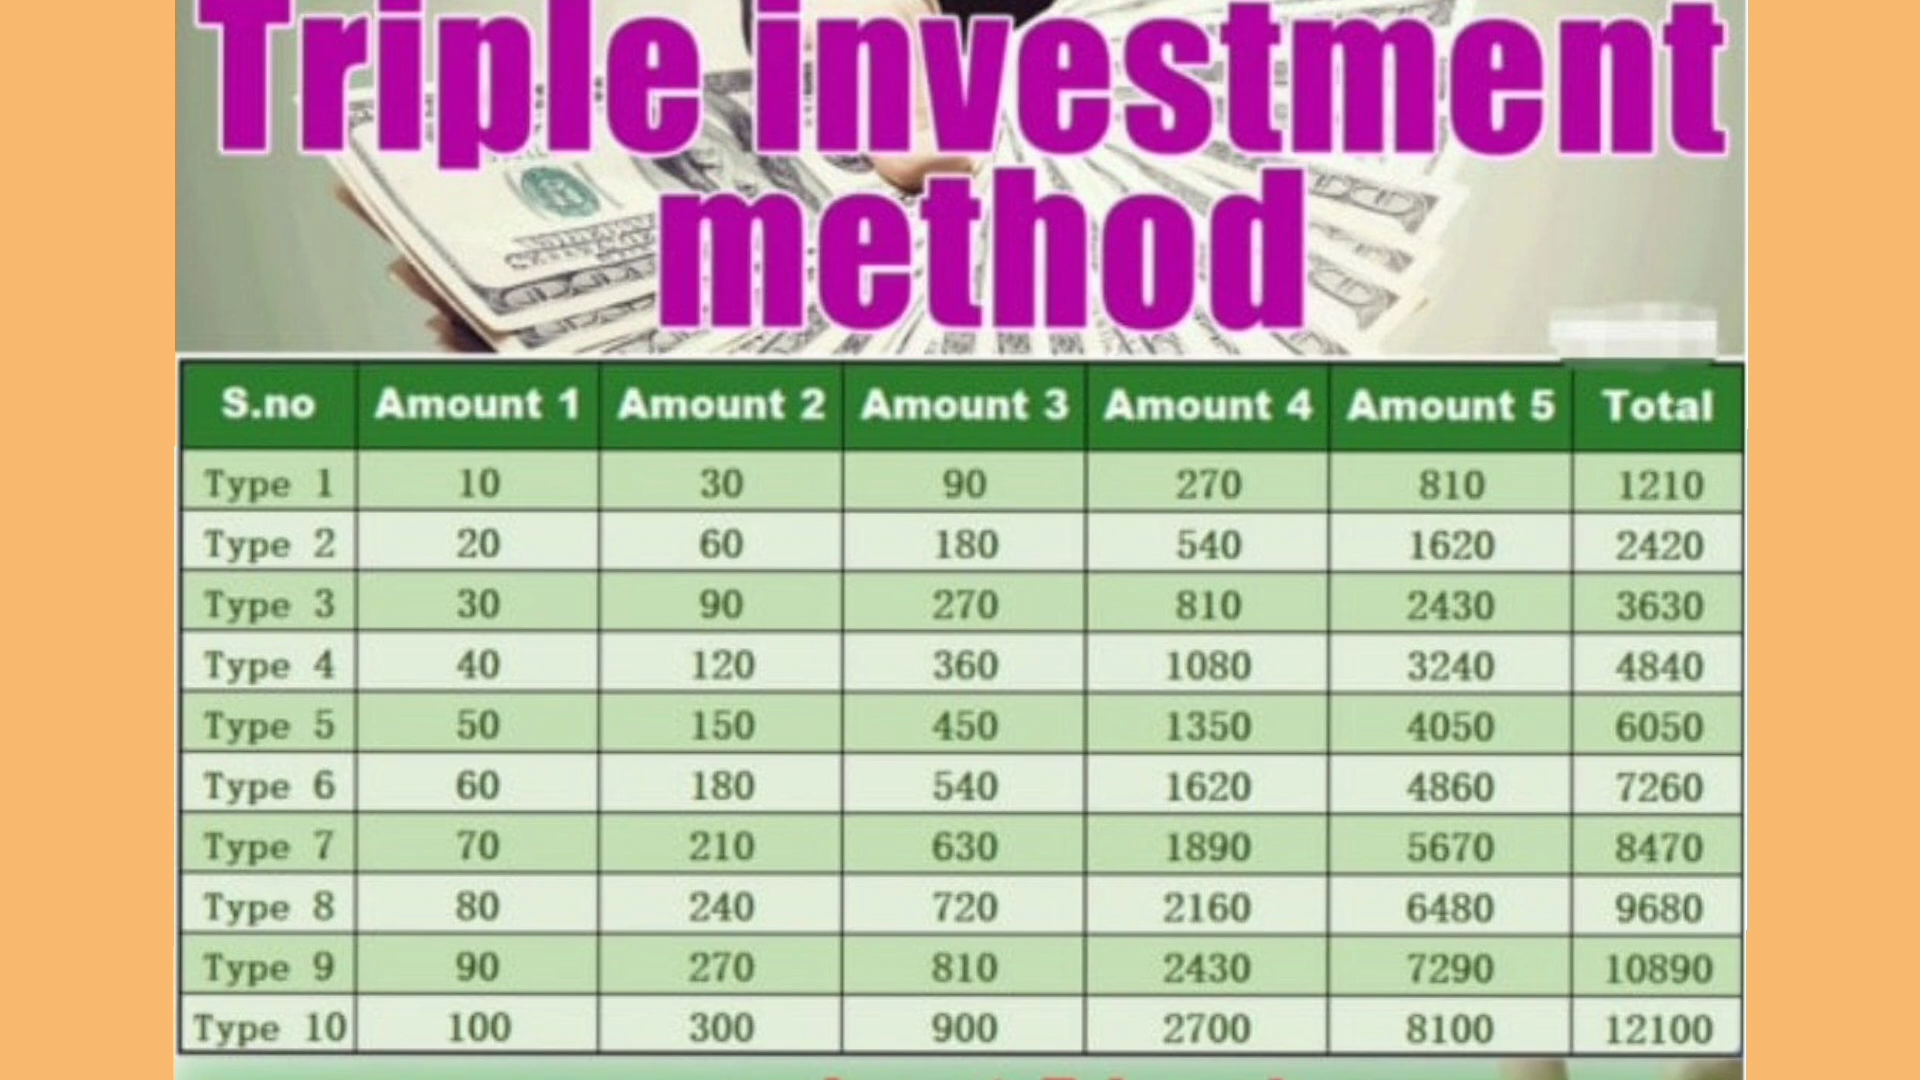 Triple investment
method
S.no Amount 1 Amount 2 Amount 3 Amount 4 Amount 5 Total
Type 1 10 30 90 270 810 1210
Type 2 20 60 180 540 1620 2420
Type 3 30 90 270 810 2430 3630
Type 4 40 120 360 1080 3240 4840
Type 5 50 150 450 1350 4050 6050
Type 6 60 180 540 1620 4860 7260
Type 7 70 210 630 1890 5670 8470
Type 8 80 240 720 2160 6480 9680
Type 9 90 270 810 2430 7290 10890
Type 10 100 300 900 2700 8100 12100